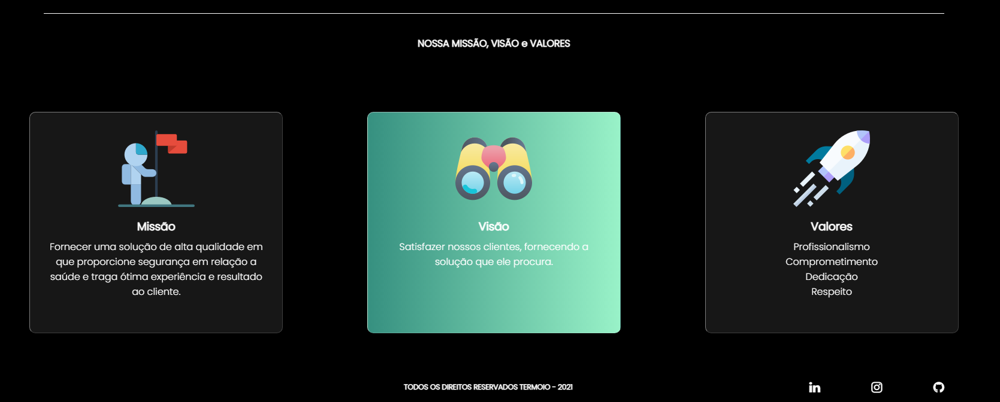 NOSSA MISSÃO, VISÃO e VALORES
Missão
Fornecer uma solução de alta qualidade em
que proporcione segurança em relação a
saúde e traga ótima experiência e resultado
ao cliente.
Visão
Satisfazer nossos clientes, fornecendo a
solução que ele procura.
Valores
Profissionalismo
Comprometimento
Dedicação
Respeito
TODOS OS DIREITOS RESERVADOS TERMOIO - 2021